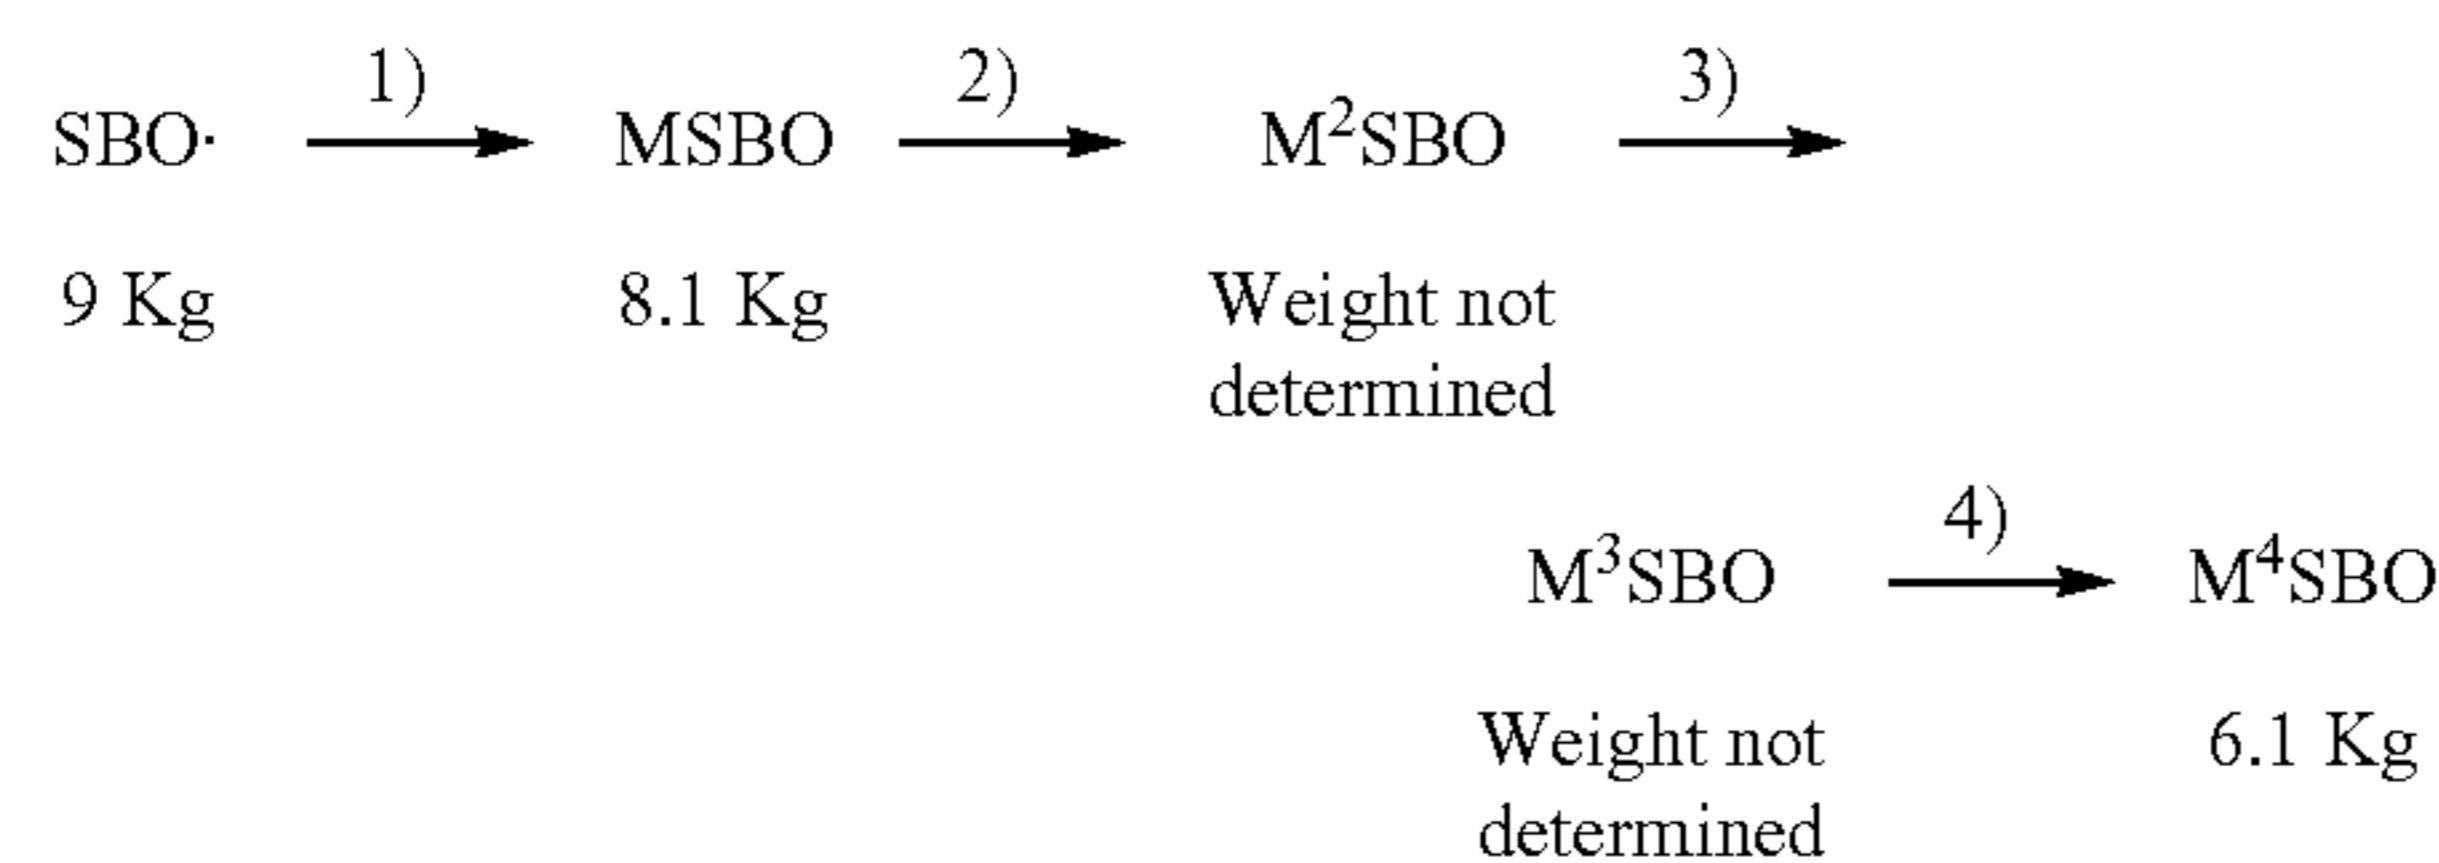 1) 2) 3)
SBO· MSBO M²SBO
9 Kg 8.1 Kg Weight not
determined
4)
M³SBO M⁴SBO
Weight not 6.1 Kg
determined